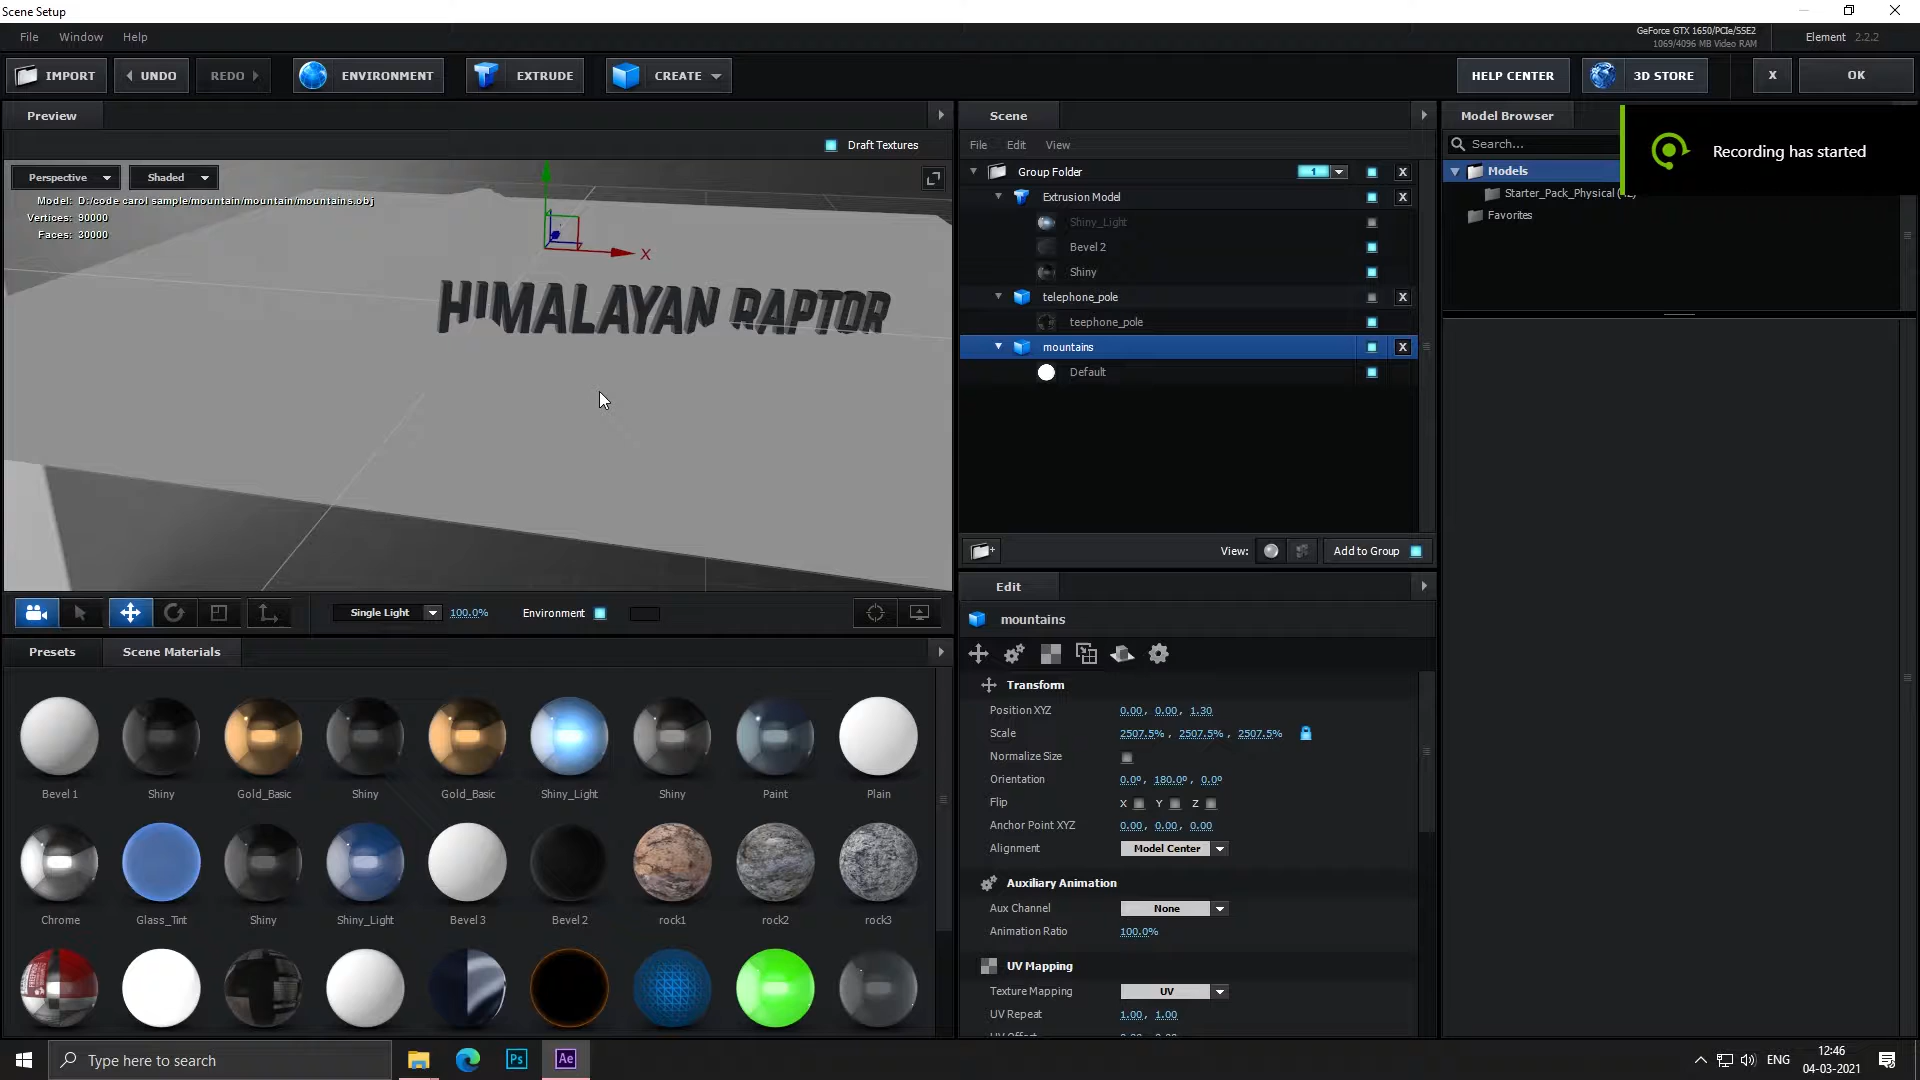 Scene Setup
File Window Help
GeForce GTX 1650/PCIe/SSE2
1069/4096 MB Video RAM
Element 2.2.2
IMPORT UNDO REDO ENVIRONMENT EXTRUDE CREATE HELP CENTER 3D STORE X OK
Preview
Draft Textures
Perspective Shaded
Model: D:/code carol sample/mountain/mountain/mountains.obj
Vertices: 90000
Faces: 30000
X
HIMALAYAN RAPTOR
Single Light 100.0% Environment
Presets Scene Materials
Bevel 1 Shiny Gold_Basic Shiny Gold_Basic Shiny_Light Shiny Paint Plain
Chrome Glass_Tint Shiny Shiny_Light Bevel 3 Bevel 2 rock1 rock2 rock3
Scene
File Edit View
Group Folder 1 X
Extrusion Model X
Shiny_Light
Bevel 2
Shiny
telephone_pole X
teephone_pole
mountains X
Default
View: Add to Group
Edit
mountains
Transform
Position XYZ 0.00, 0.00, 1.30
Scale 2507.5%, 2507.5%, 2507.5%
Normalize Size
Orientation 0.0º, 180.0º, 0.0º
Flip X Y Z
Anchor Point XYZ 0.00, 0.00, 0.00
Alignment Model Center
Auxiliary Animation
Aux Channel None
Animation Ratio 100.0%
UV Mapping
Texture Mapping UV
UV Repeat 1.00, 1.00
Model Browser
Search...
Models
Starter_Pack_Physical
Favorites
Recording has started
Type here to search
Ps Ae
ENG
12:46
04-03-2021